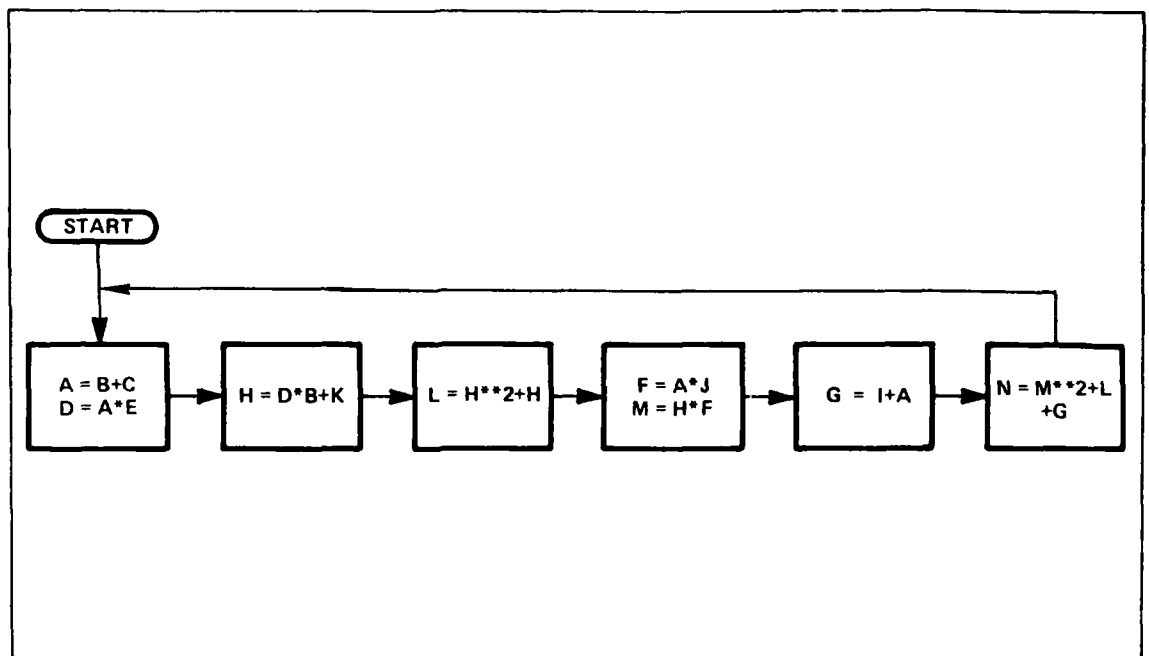 START
A = B+C
D = A*E
H = D*B+K
L = H**2+H
F = A*J
M = H*F
G = I+A
N = M**2+L
+G